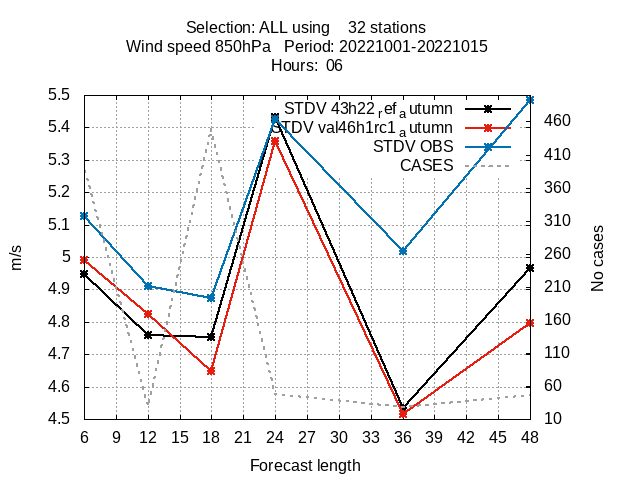 Selection: ALL using 32 stations
Wind speed 850hPa Period: 20221001-20221015
Hours: 06
STDV 43h22ref autumn
STDV val46h1rc1autumn
STDV OBS
CASES
5.5
5.4
5.3
5.2
5.1
5
4.9
4.8
4.7
4.6
4.5
460
410
360
310
260
210
160
110
60
10
m/s
No cases
6 9 12 15 18 21 24 27 30 33 36 39 42 45 48
Forecast length